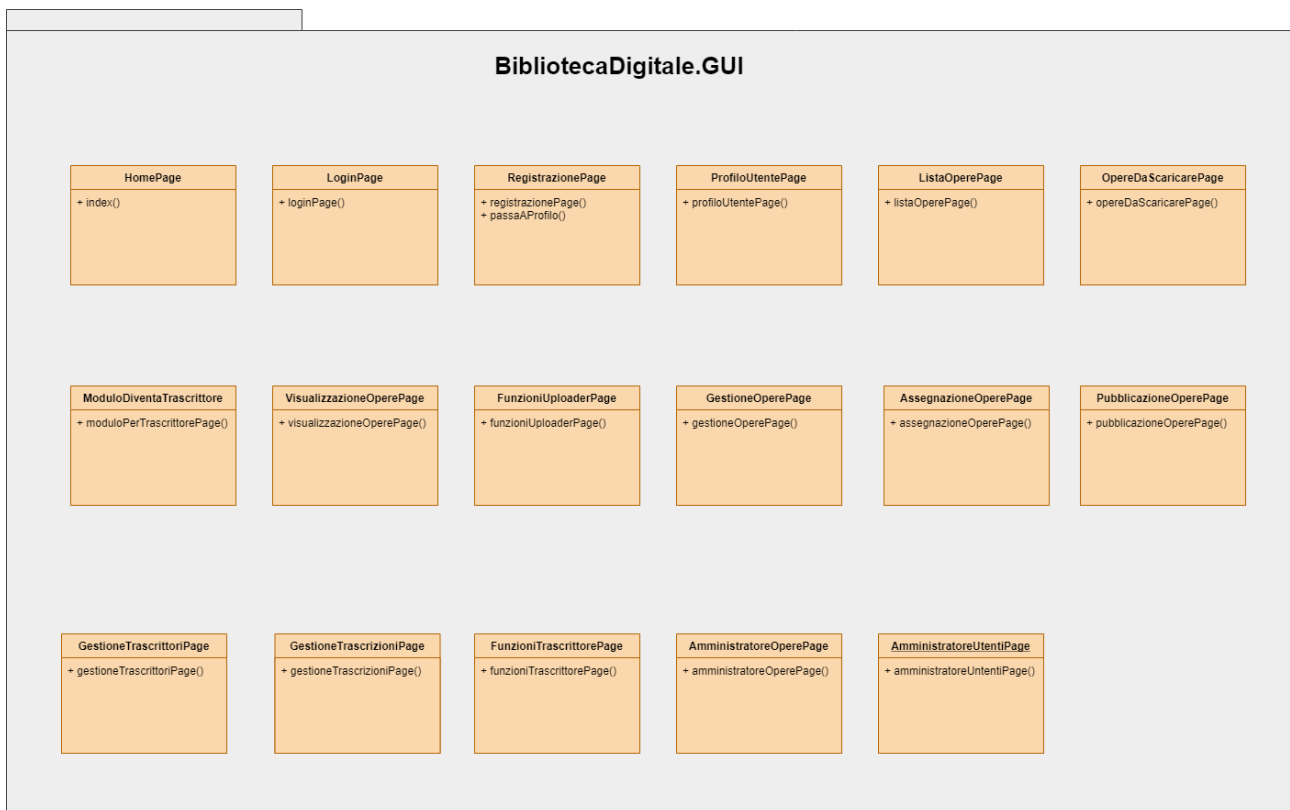 BibliotecaDigitale.GUI
HomePage
+ index()
LoginPage
+ loginPage()
RegistrazionePage
+ registrazionePage()
+ passaAProfilo()
ProfiloUtentePage
+ profiloUtentePage()
ListaOperePage
+ listaOperePage()
OpereDaScaricarePage
+ opereDaScaricarePage()
ModuloDiventaTrascrittore
+ moduloPerTrascrittorePage()
VisualizzazioneOperePage
+ visualizzazioneOperePage()
FunzioniUploaderPage
+ funzioniUploaderPage()
GestioneOperePage
+ gestioneOperePage()
AssegnazioneOperePage
+ assegnazioneOperePage()
PubblicazioneOperePage
+ pubblicazioneOperePage()
GestioneTrascrittoriPage
+ gestioneTrascrittoriPage()
GestioneTrascrizioniPage
+ gestioneTrascrizioniPage()
FunzioniTrascrittorePage
+ funzioniTrascrittorePage()
AmministratoreOperePage
+ amministratoreOperePage()
AmministratoreUtentiPage
+ amministratoreUntentiPage()